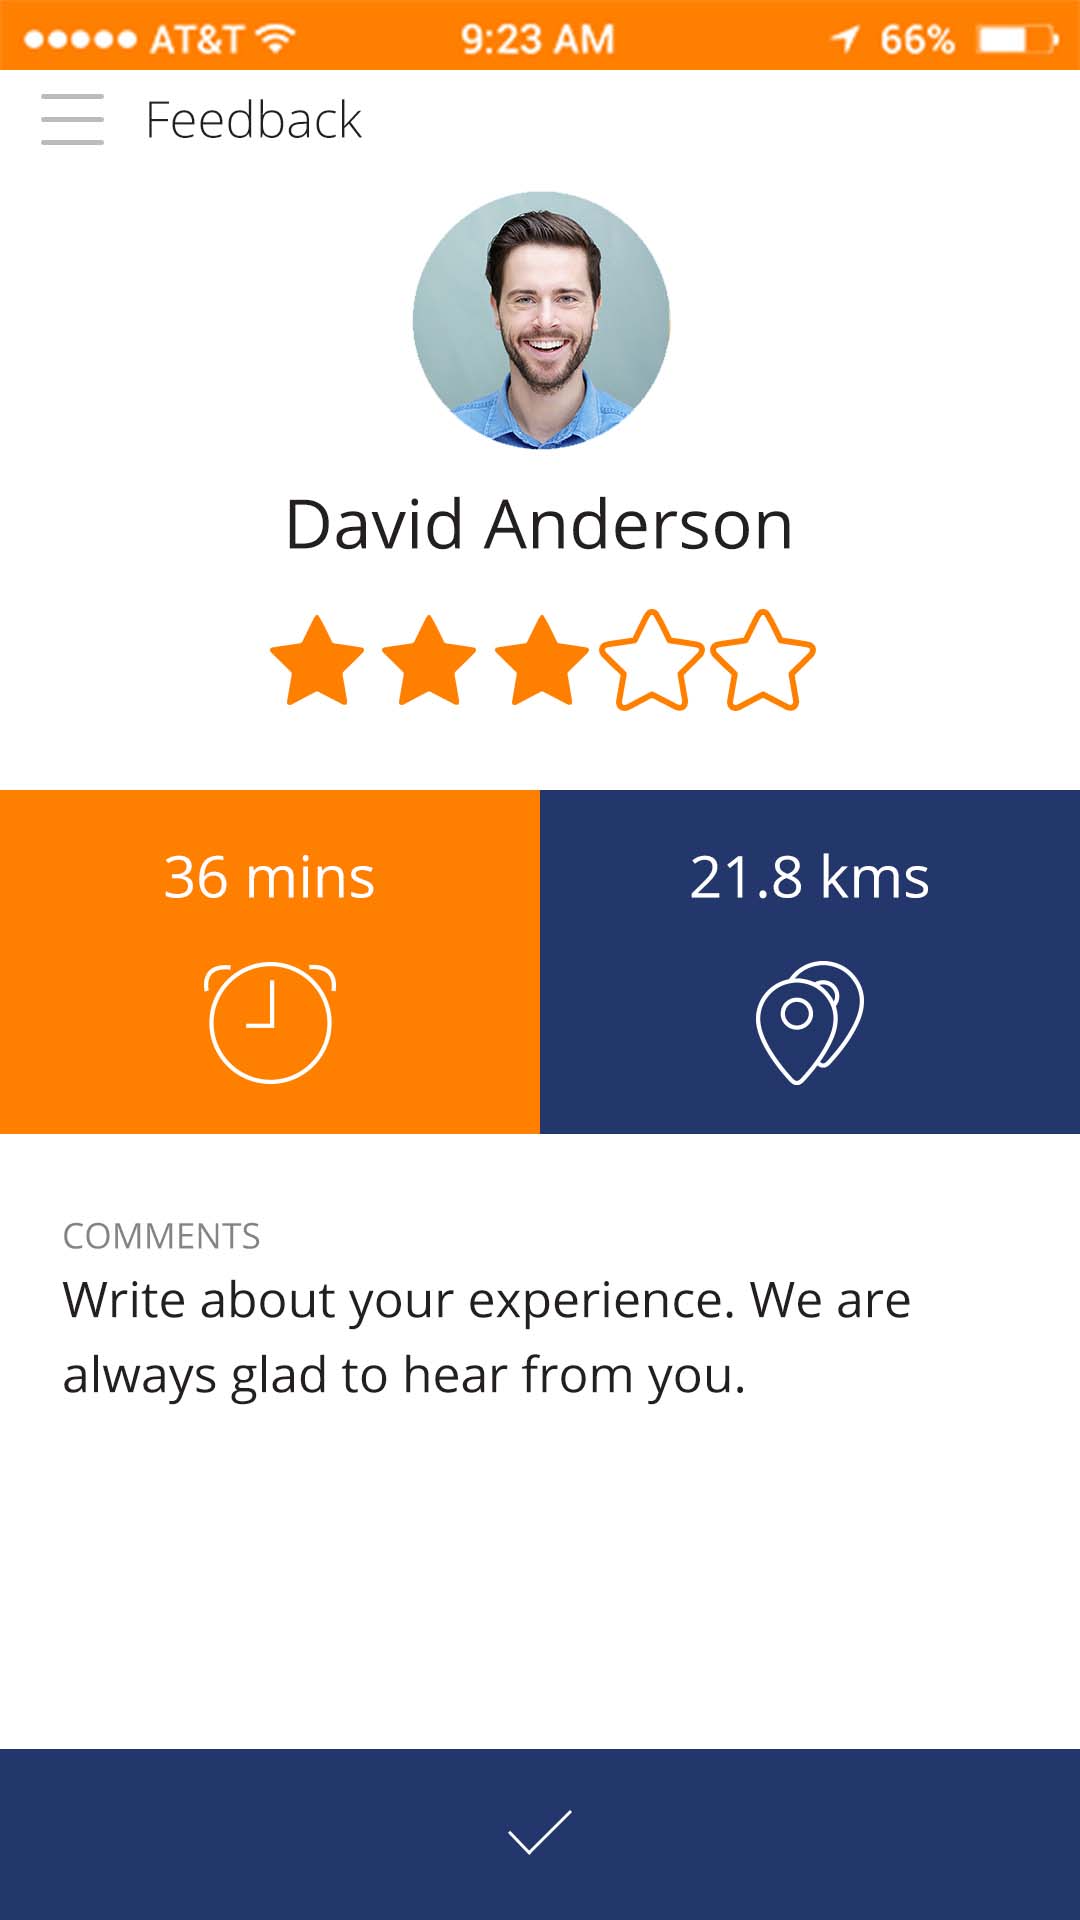 AT&T 9:23 AM 66%
Feedback
David Anderson
36 mins
21.8 kms
COMMENTS
Write about your experience. We are
always glad to hear from you.